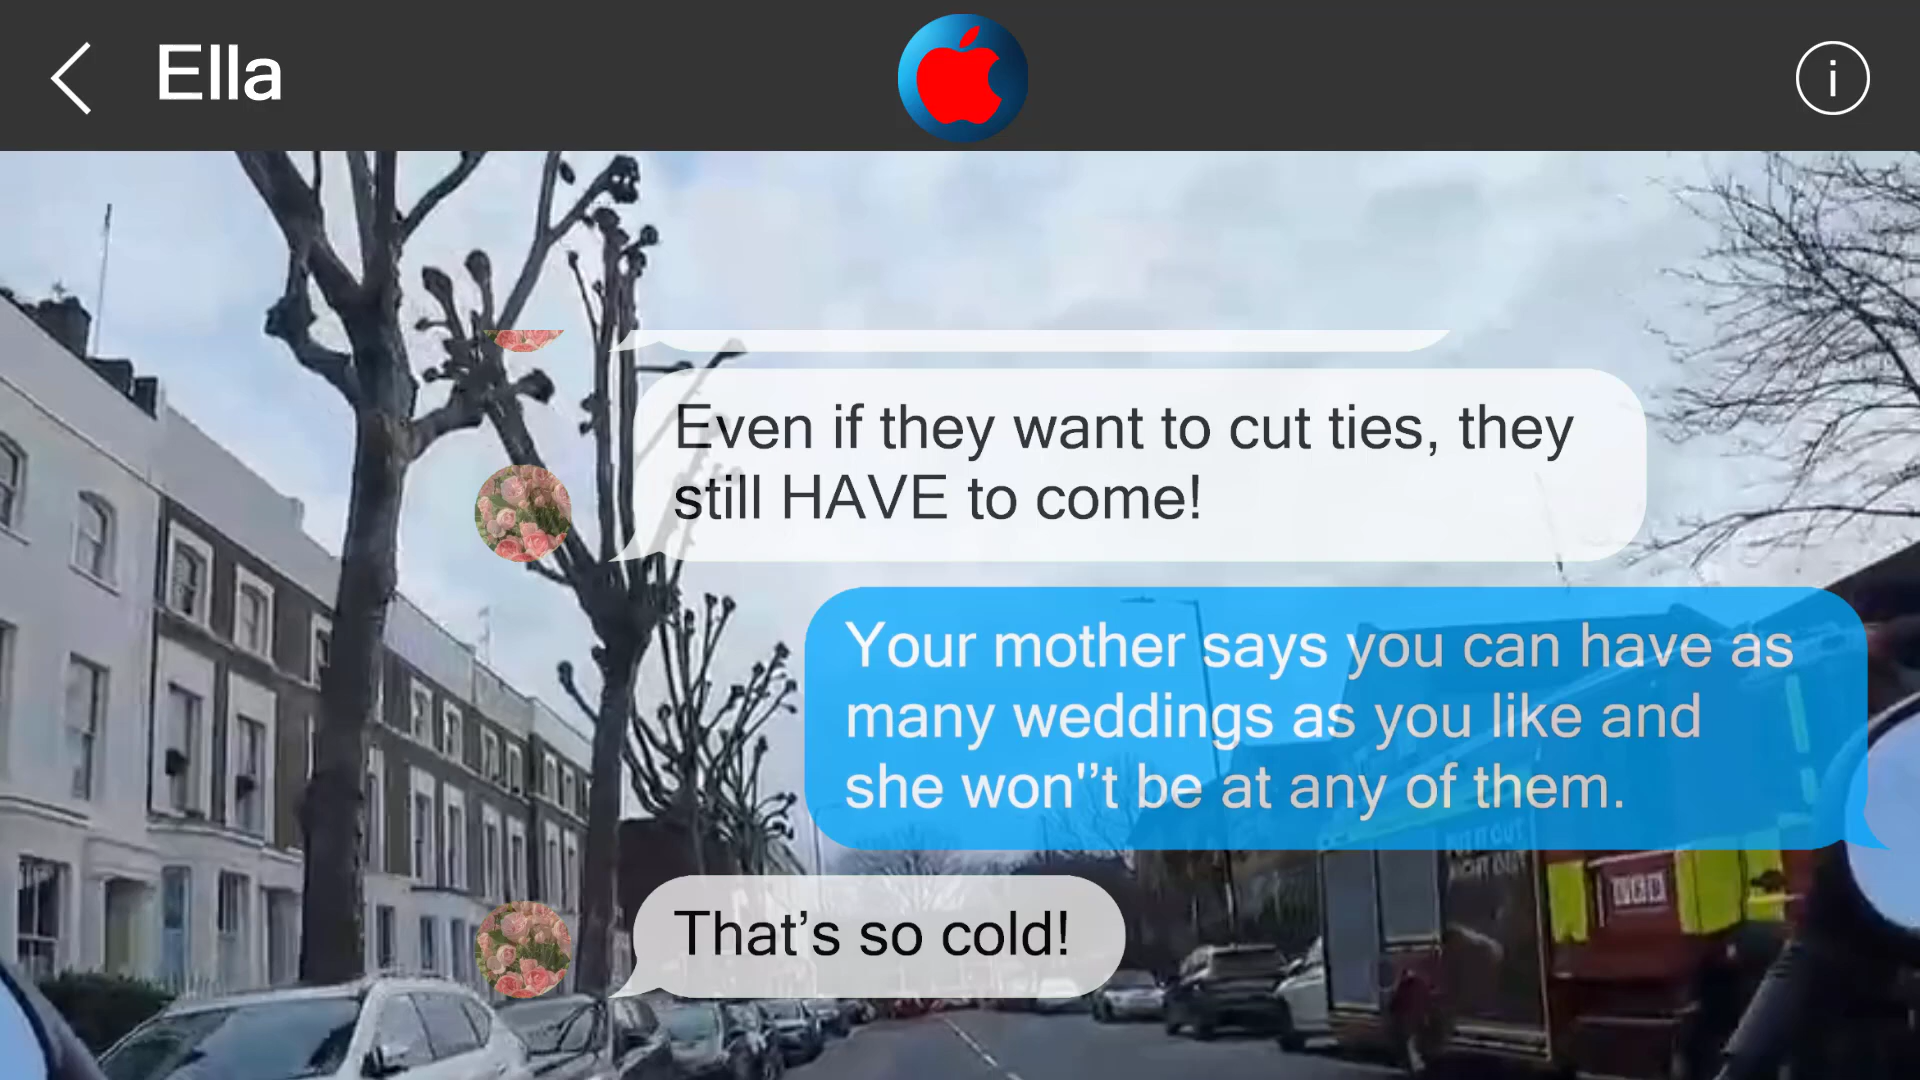 Ella
Even if they want to cut ties, they
still HAVE to come!
Your mother says you can have as
many weddings as you like and
she won'’t be at any of them.
That’s so cold!